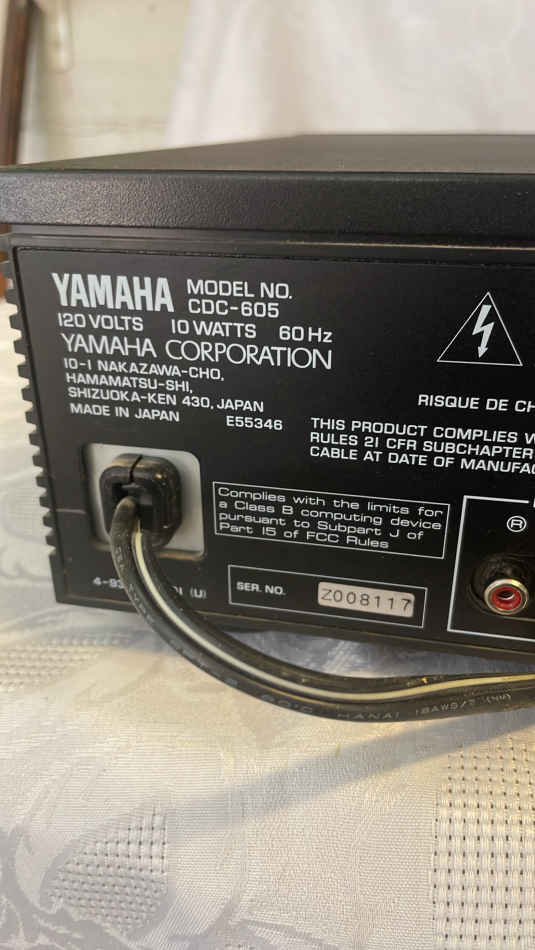 YAMAHA MODEL NO.
CDC-605
120 VOLTS 10 WATTS 60 Hz
YAMAHA CORPORATION
10-1 NAKAZAWA-CHO,
HAMAMATSU-SHI,
SHIZUOKA-KEN 430, JAPAN
MADE IN JAPAN E55346
RISQUE DE
THIS PRODUCT COMPLIES
RULES 21 CFR SUBCHAPTER
CABLE AT DATE OF
Complies with the limits for
a Class B computing device
pursuant to Subpart J of
Part 15 of FCC Rules
R
(U)
SER. NO. Z008117